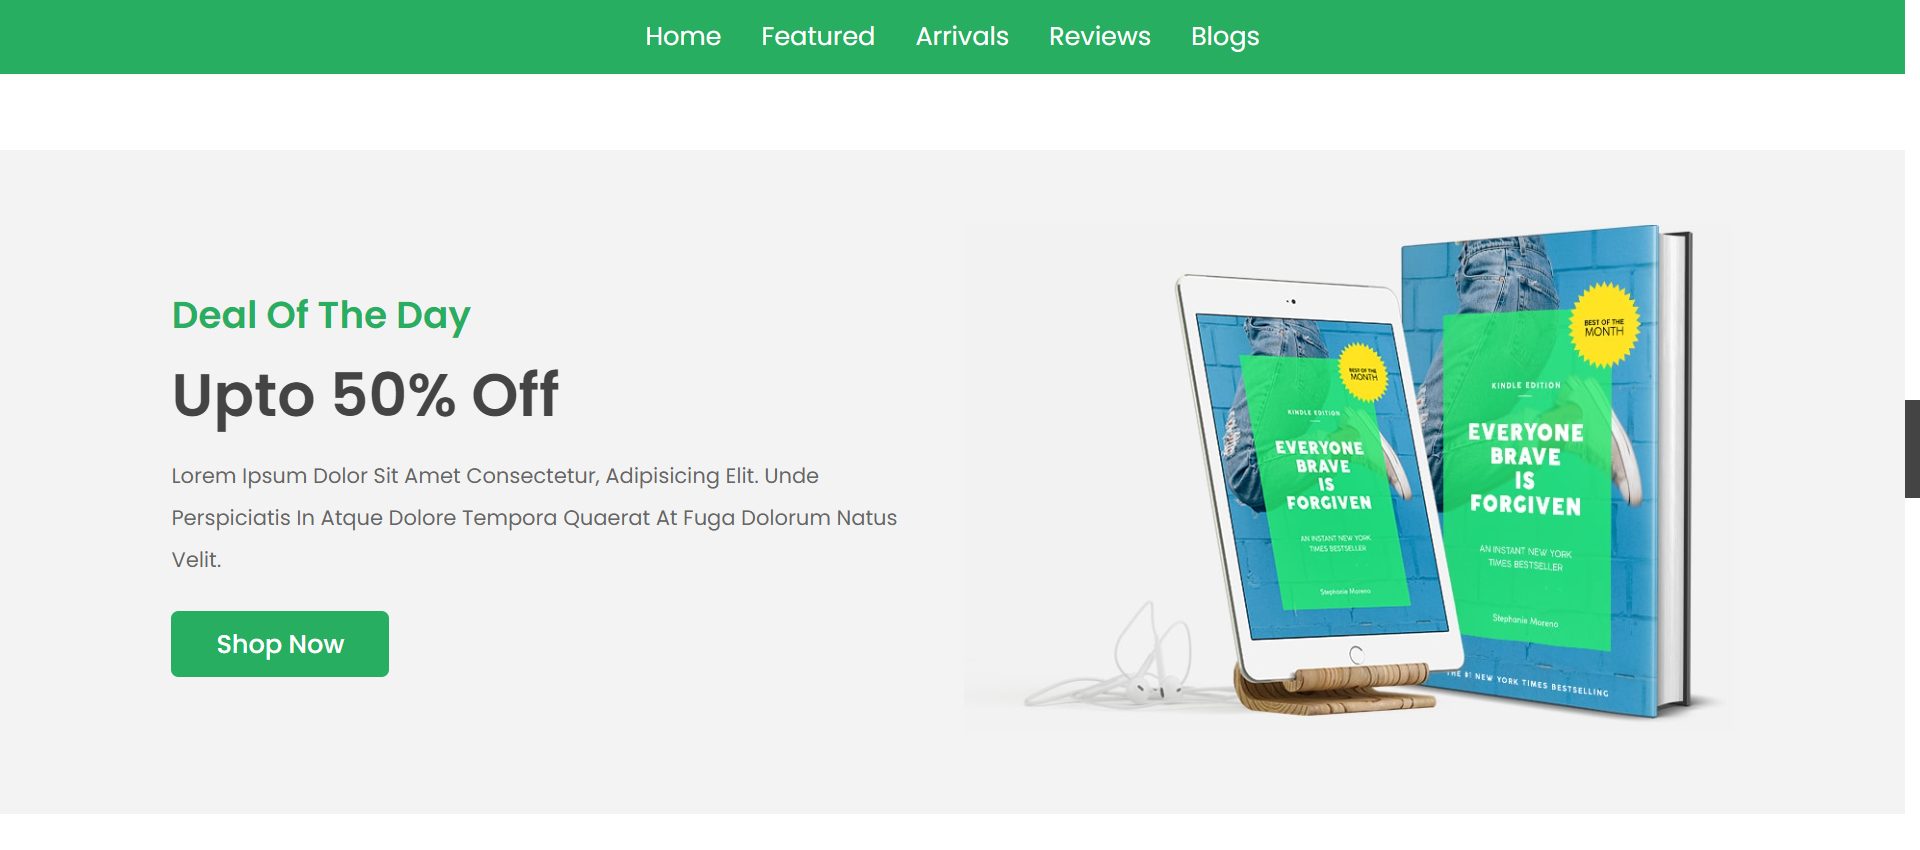 Home Featured Arrivals Reviews Blogs
Deal Of The Day
Upto 50% Off
Lorem Ipsum Dolor Sit Amet Consectetur, Adipisicing Elit. Unde
Perspiciatis In Atque Dolore Tempora Quaerat At Fuga Dolorum Natus
Velit.
Shop Now
BEST OF THE
MONTH
KINDLE EDITION
EVERYONE
BRAVE
IS
FORGIVEN
AN INSTANT NEW YORK
TIMES BESTSELLER
Stephanie Moreno
BEST OF THE
MONTH
KINDLE EDITION
EVERYONE
BRAVE
IS
FORGIVEN
AN INSTANT NEW YORK
TIMES BESTSELLER
Stephanie Moreno
THE #1 NEW YORK TIMES BESTSELLING